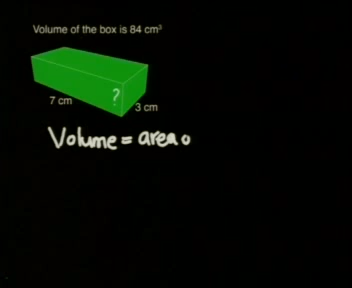 Volume of the box is 84 cm³
?
7 cm
3 cm
Volume = area o